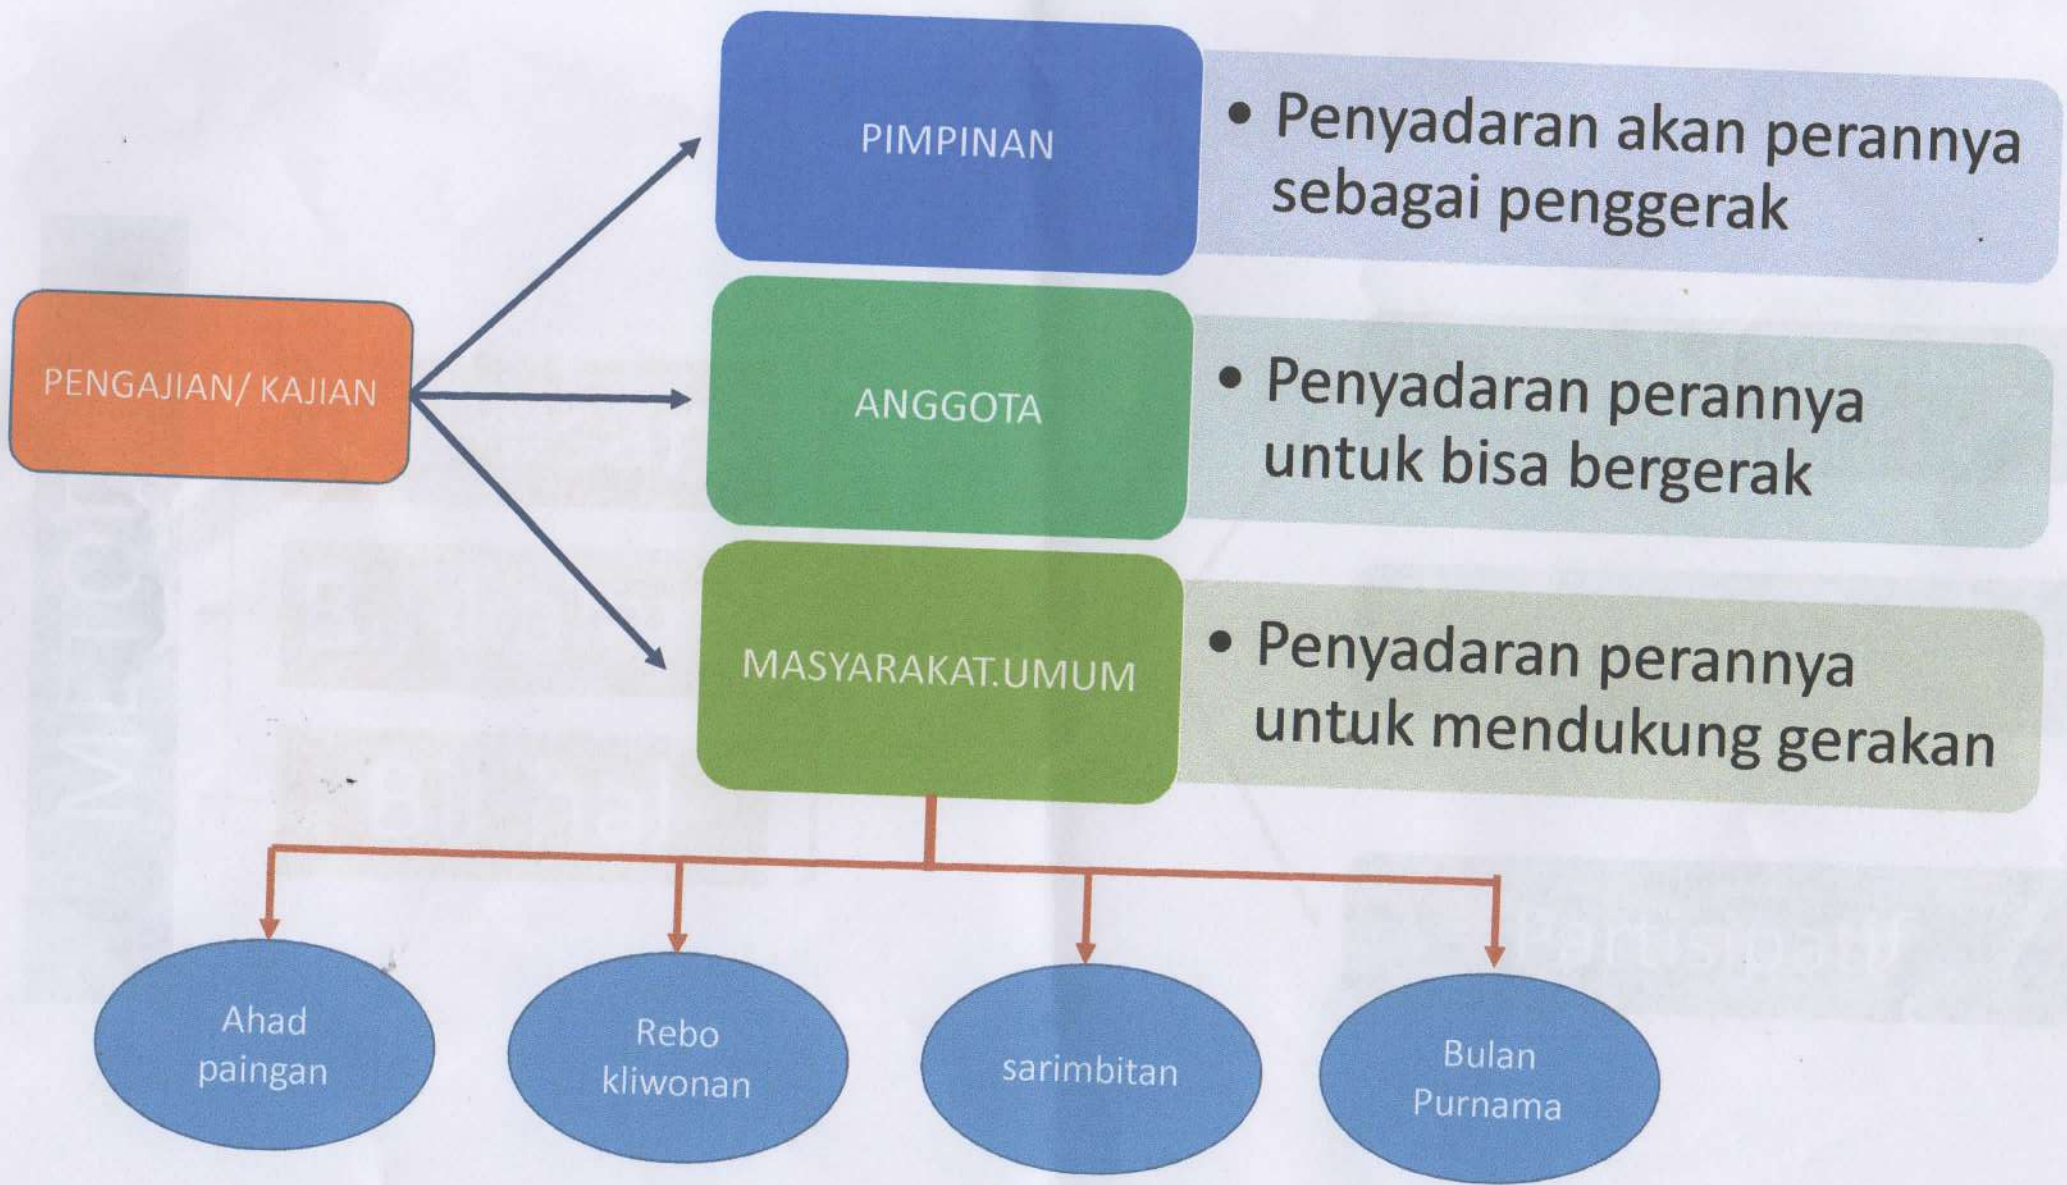 PENGAJIAN/ KAJIAN
PIMPINAN
• Penyadaran akan perannya
sebagai penggerak
ANGGOTA
• Penyadaran perannya
untuk bisa bergerak
MASYARAKAT.UMUM
• Penyadaran perannya
untuk mendukung gerakan
Ahad
paingan
Rebo
kliwonan
sarimbitan
Bulan
Purnama
Partisipatif